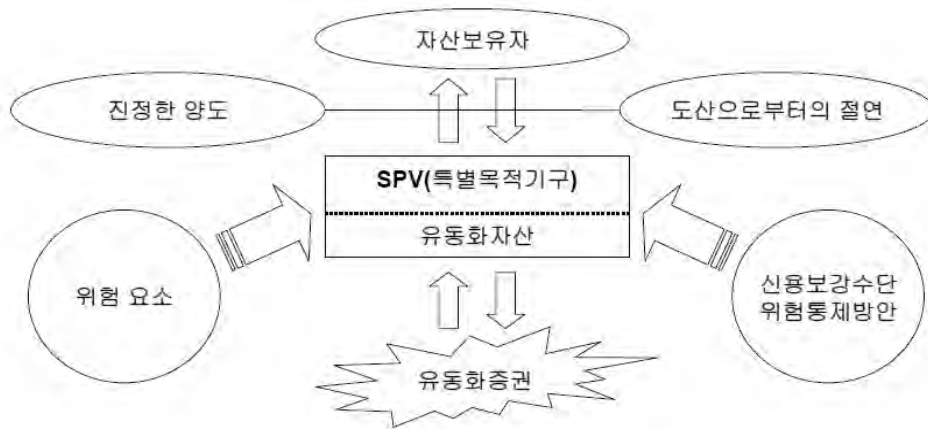 자산보유자
진정한 양도
도산으로부터의 절연
SPV(특별목적기구)
유동화자산
위험 요소
신용보강수단
위험통제방안
유동화증권